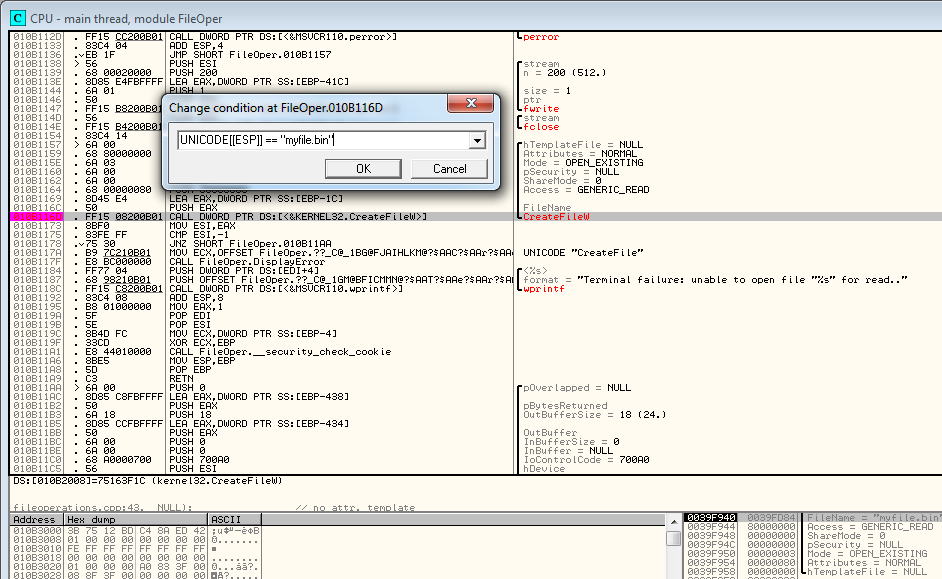 CPU - main thread, module FileOper
010B112D . FF15 CC200B01 CALL DWORD PTR DS:[<&MSVCR110.perror>] perror
010B1133 . 83C4 04 ADD ESP,4
010B1136 . EB 1F JMP SHORT FileOper.010B1157
010B1138 > 56 PUSH ESI stream
010B1139 . 68 00020000 PUSH 200 n = 200 (512.)
010B113E . 8D85 E4FBFFFF LEA EAX,DWORD PTR SS:[EBP-41C]
010B1144 . 6A 01 PUSH 1 size = 1
010B1146 . 50 ptr
010B1147 . FF15 B8200B01 fwrite
010B114D . 56 stream
010B114E . FF15 B4200B01 fclose
010B1154 . 83C4 14
010B1157 > 6A 00 hTemplateFile = NULL
010B1159 . 68 80000000 Attributes = NORMAL
010B115E . 6A 03 Mode = OPEN_EXISTING
010B1160 . 6A 00 pSecurity = NULL
010B1162 . 6A 00 ShareMode = 0
010B1164 . 68 00000080 Access = GENERIC_READ
010B1169 . 8D45 E4 LEA EAX,DWORD PTR SS:[EBP-1C]
010B116C . 50 PUSH EAX FileName
010B116D . FF15 08200B01 CALL DWORD PTR DS:[<&KERNEL32.CreateFileW>] CreateFileW
010B1173 . 8BF0 MOV ESI,EAX
010B1175 . 83FE FF CMP ESI,-1
010B1178 . 75 30 JNZ SHORT FileOper.010B11AA
010B117A . B9 7C210B01 MOV ECX,OFFSET FileOper.??_C@_1BG@FJAIHLKM@?$AAC?$AAr?$AA UNICODE "CreateFile"
010B117F . E8 BC000000 CALL FileOper.DisplayError
010B1184 . FF77 04 PUSH DWORD PTR DS:[EDI+4] <%s>
010B1187 . 68 98210B01 PUSH OFFSET FileOper.??_C@_1GM@BFICMMMN@?$AAT?$AAe?$AAr?$A format = "Terminal failure: unable to open file "%s" for read.."
010B118C . FF15 C8200B01 CALL DWORD PTR DS:[<&MSVCR110.wprintf>] wprintf
010B1192 . 83C4 08 ADD ESP,8
010B1195 . B8 01000000 MOV EAX,1
010B119A . 5F POP EDI
010B119B . 5E POP ESI
010B119C . 8B4D FC MOV ECX,DWORD PTR SS:[EBP-4]
010B119F . 33CD XOR ECX,EBP
010B11A1 . E8 44010000 CALL FileOper.__security_check_cookie
010B11A6 . 8BE5 MOV ESP,EBP
010B11A8 . 5D POP EBP
010B11A9 . C3 RETN
010B11AA > 6A 00 PUSH 0 pOverlapped = NULL
010B11AC . 8D85 C8FBFFFF LEA EAX,DWORD PTR SS:[EBP-438]
010B11B2 . 50 PUSH EAX pBytesReturned
010B11B3 . 6A 18 PUSH 18 OutBufferSize = 18 (24.)
010B11B5 . 8D85 CCFBFFFF LEA EAX,DWORD PTR SS:[EBP-434]
010B11BB . 50 PUSH EAX OutBuffer
010B11BC . 6A 00 PUSH 0 InBufferSize = 0
010B11BE . 6A 00 PUSH 0 InBuffer = NULL
010B11C0 . 68 A0000700 PUSH 700A0 IoControlCode = 700A0
010B11C5 . 56 PUSH ESI hDevice
Change condition at FileOper.010B116D
UNICODE[[ESP]] == "myfile.bin"
OK Cancel
DS:[010B2008]=75163F1C (kernel32.CreateFileW)
fileoperations.cpp:43. NULL); // no attr. template
Address Hex dump ASCII
010B3000 3B 75 12 BD C4 8A ED 42
010B3008 01 00 00 00 00 00 00 00
010B3010 FE FF FF FF FF FF FF FF
010B3018 00 00 00 00 00 00 00 00
010B3020 01 00 00 00 A0 83 3F 00
010B3028 08 8F 3F 00 00 00 00 00
0039F940 0039FD84 FileName = "myfile.bin"
0039F944 80000000 Access = GENERIC_READ
0039F948 00000000 ShareMode = 0
0039F94C 00000000 pSecurity = NULL
0039F950 00000003 Mode = OPEN_EXISTING
0039F954 00000080 Attributes = NORMAL
0039F958 00000000 hTemplateFile = NULL